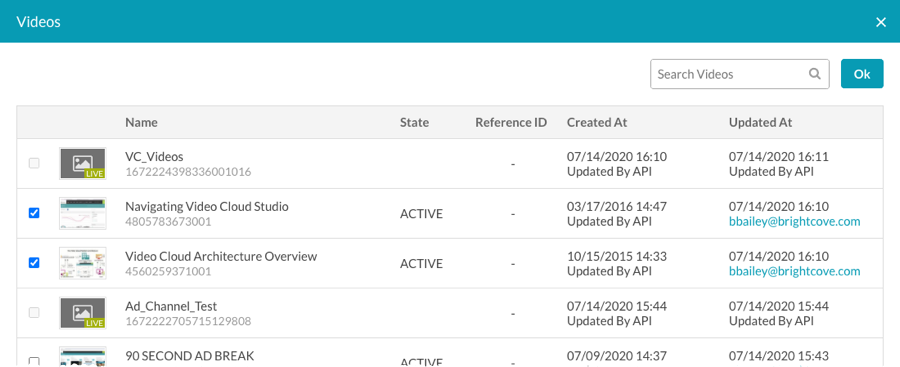 Videos ×
Search Videos Ok
Name State Reference ID Created At Updated At
VC_Videos - 07/14/2020 16:10 07/14/2020 16:11
LIVE 1672224398336001016 Updated By API Updated By API
Navigating Video Cloud Studio ACTIVE - 03/17/2016 14:47 07/14/2020 16:10
4805783673001 Updated By API bbailey@brightcove.com
Video Cloud Architecture Overview ACTIVE - 10/15/2015 14:33 07/14/2020 16:10
4560259371001 Updated By API bbailey@brightcove.com
Ad_Channel_Test - 07/14/2020 15:44 07/14/2020 15:44
LIVE 1672222705715129808 Updated By API Updated By API
90 SECOND AD BREAK ACTIVE - 07/09/2020 14:37 07/14/2020 15:43